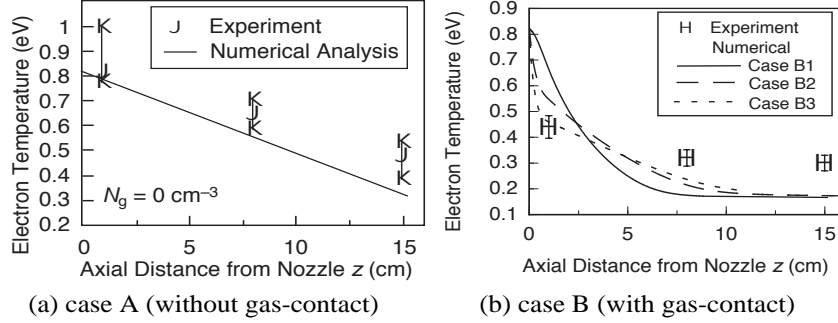 Electron Temperature (eV)
1
0.9
0.8
0.7
0.6
0.5
0.4
0.3
0.2
J Experiment
Numerical Analysis
K
J
K
K
J
K
K
J
K
N_g = 0 cm⁻³
0
5
10
15
Axial Distance from Nozzle z (cm)
(a) case A (without gas-contact)
Electron Temperature (eV)
0.9
0.8
0.7
0.6
0.5
0.4
0.3
0.2
0.1
H Experiment
Numerical
Case B1
Case B2
Case B3
H
H
H
0
5
10
15
Axial Distance from Nozzle z (cm)
(b) case B (with gas-contact)